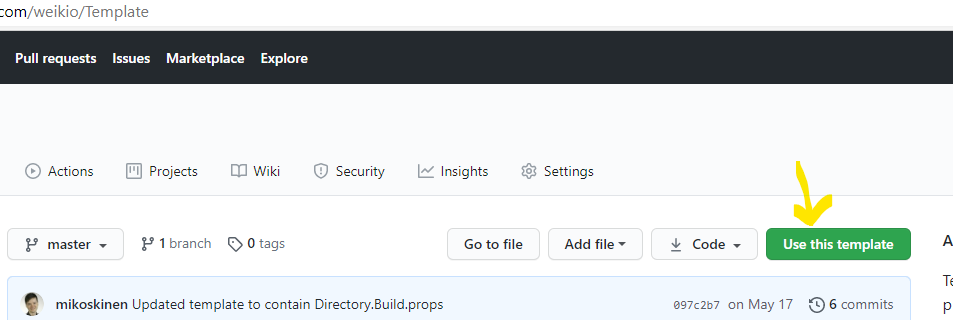 com/weikio/Template
Pull requests Issues Marketplace Explore
Actions Projects Wiki Security Insights Settings
master 1 branch 0 tags Go to file Add file Code Use this template
A
mikoskinen Updated template to contain Directory.Build.props 097c2b7 on May 17 6 commits
Te
p